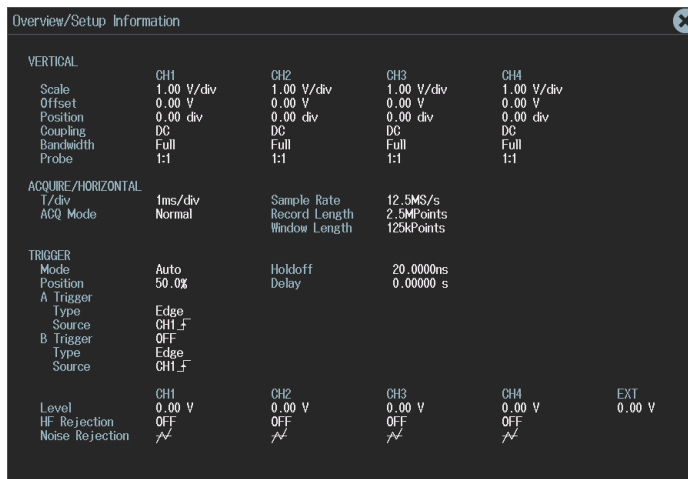 Overview/Setup Information
VERTICAL
CH1 CH2 CH3 CH4
Scale 1.00 V/div 1.00 V/div 1.00 V/div 1.00 V/div
Offset 0.00 V 0.00 V 0.00 V 0.00 V
Position 0.00 div 0.00 div 0.00 div 0.00 div
Coupling DC DC DC DC
Bandwidth Full Full Full Full
Probe 1:1 1:1 1:1 1:1
ACQUIRE/HORIZONTAL
T/div 1ms/div Sample Rate 12.5MS/s
ACQ Mode Normal Record Length 2.5MPoints
Window Length 125kPoints
TRIGGER
Mode Auto Holdoff 20.0000ns
Position 50.0% Delay 0.00000 s
A Trigger
Type Edge
Source CH1
B Trigger OFF
Type Edge
Source CH1
CH1 CH2 CH3 CH4 EXT
Level 0.00 V 0.00 V 0.00 V 0.00 V 0.00 V
HF Rejection OFF OFF OFF OFF
Noise Rejection